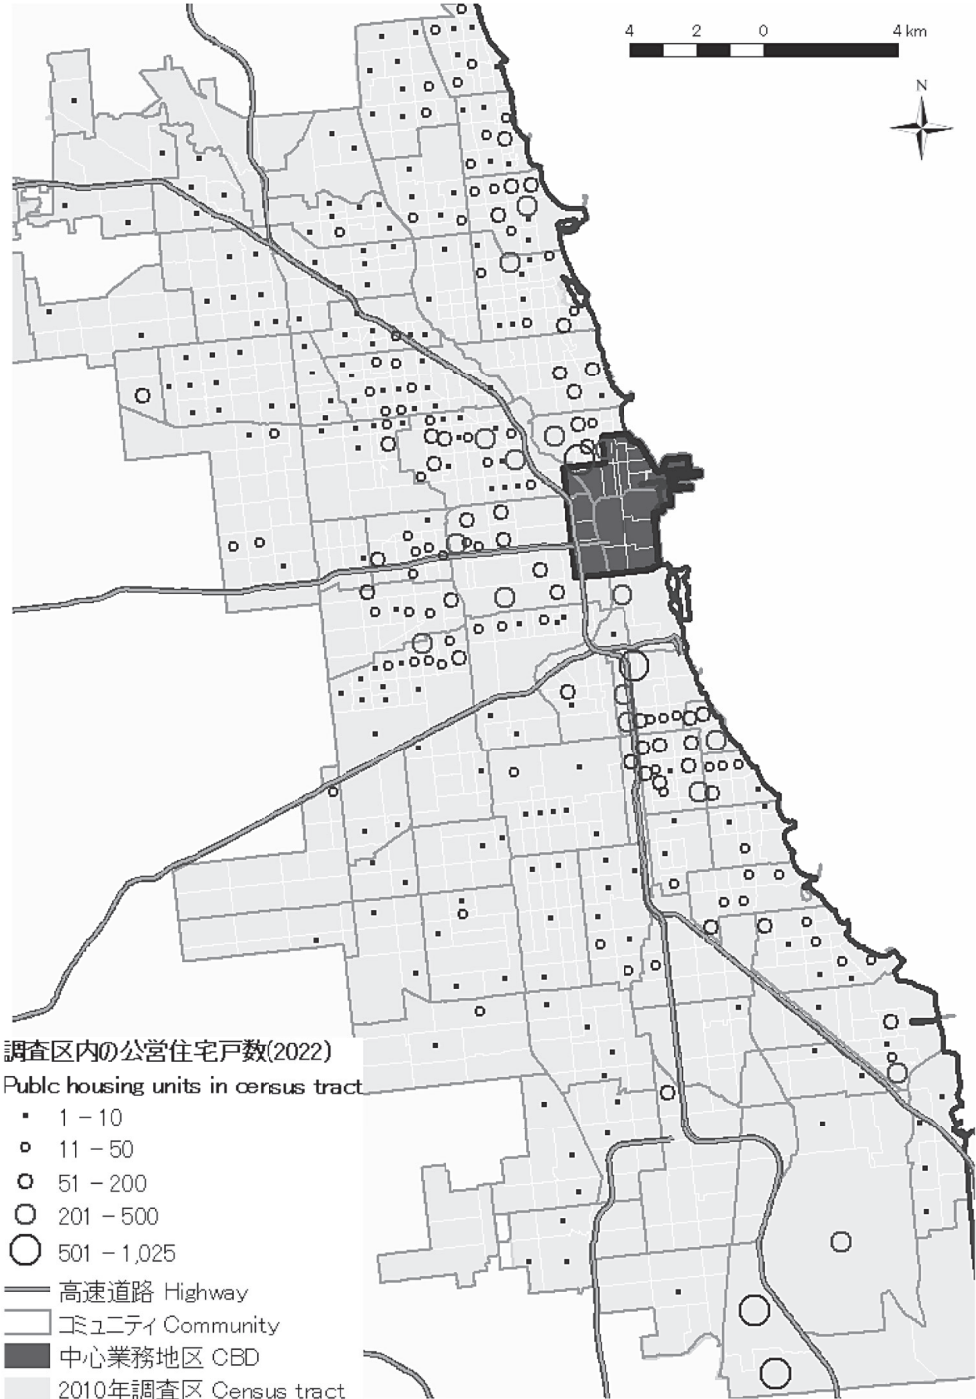 4 2 0 4 km
N
調査区内の公営住宅戸数(2022)
Publc housing units in census tract
1 - 10
11 - 50
51 - 200
201 - 500
501 - 1,025
高速道路 Highway
コミュニティ Community
中心業務地区 CBD
2010年調査区 Census tract